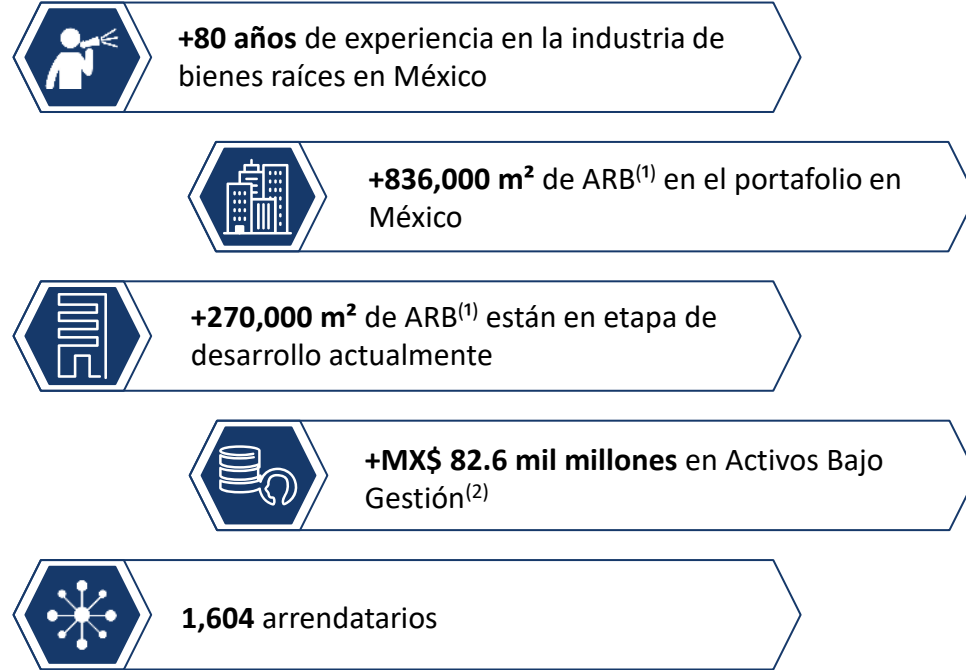 +80 años de experiencia en la industria de
bienes raíces en México
+836,000 m² de ARB⁽¹⁾ en el portafolio en
México
+270,000 m² de ARB⁽¹⁾ están en etapa de
desarrollo actualmente
+MX$ 82.6 mil millones en Activos Bajo
Gestión⁽²⁾
1,604 arrendatarios